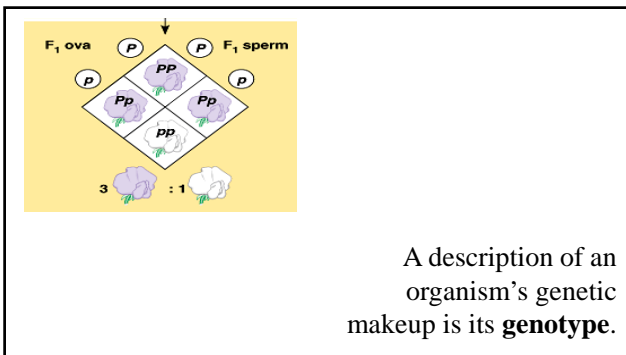 F₁ ova P P F₁ sperm
p PP p
Pp Pp
pp
3 : 1
A description of an
organism’s genetic
makeup is its genotype.